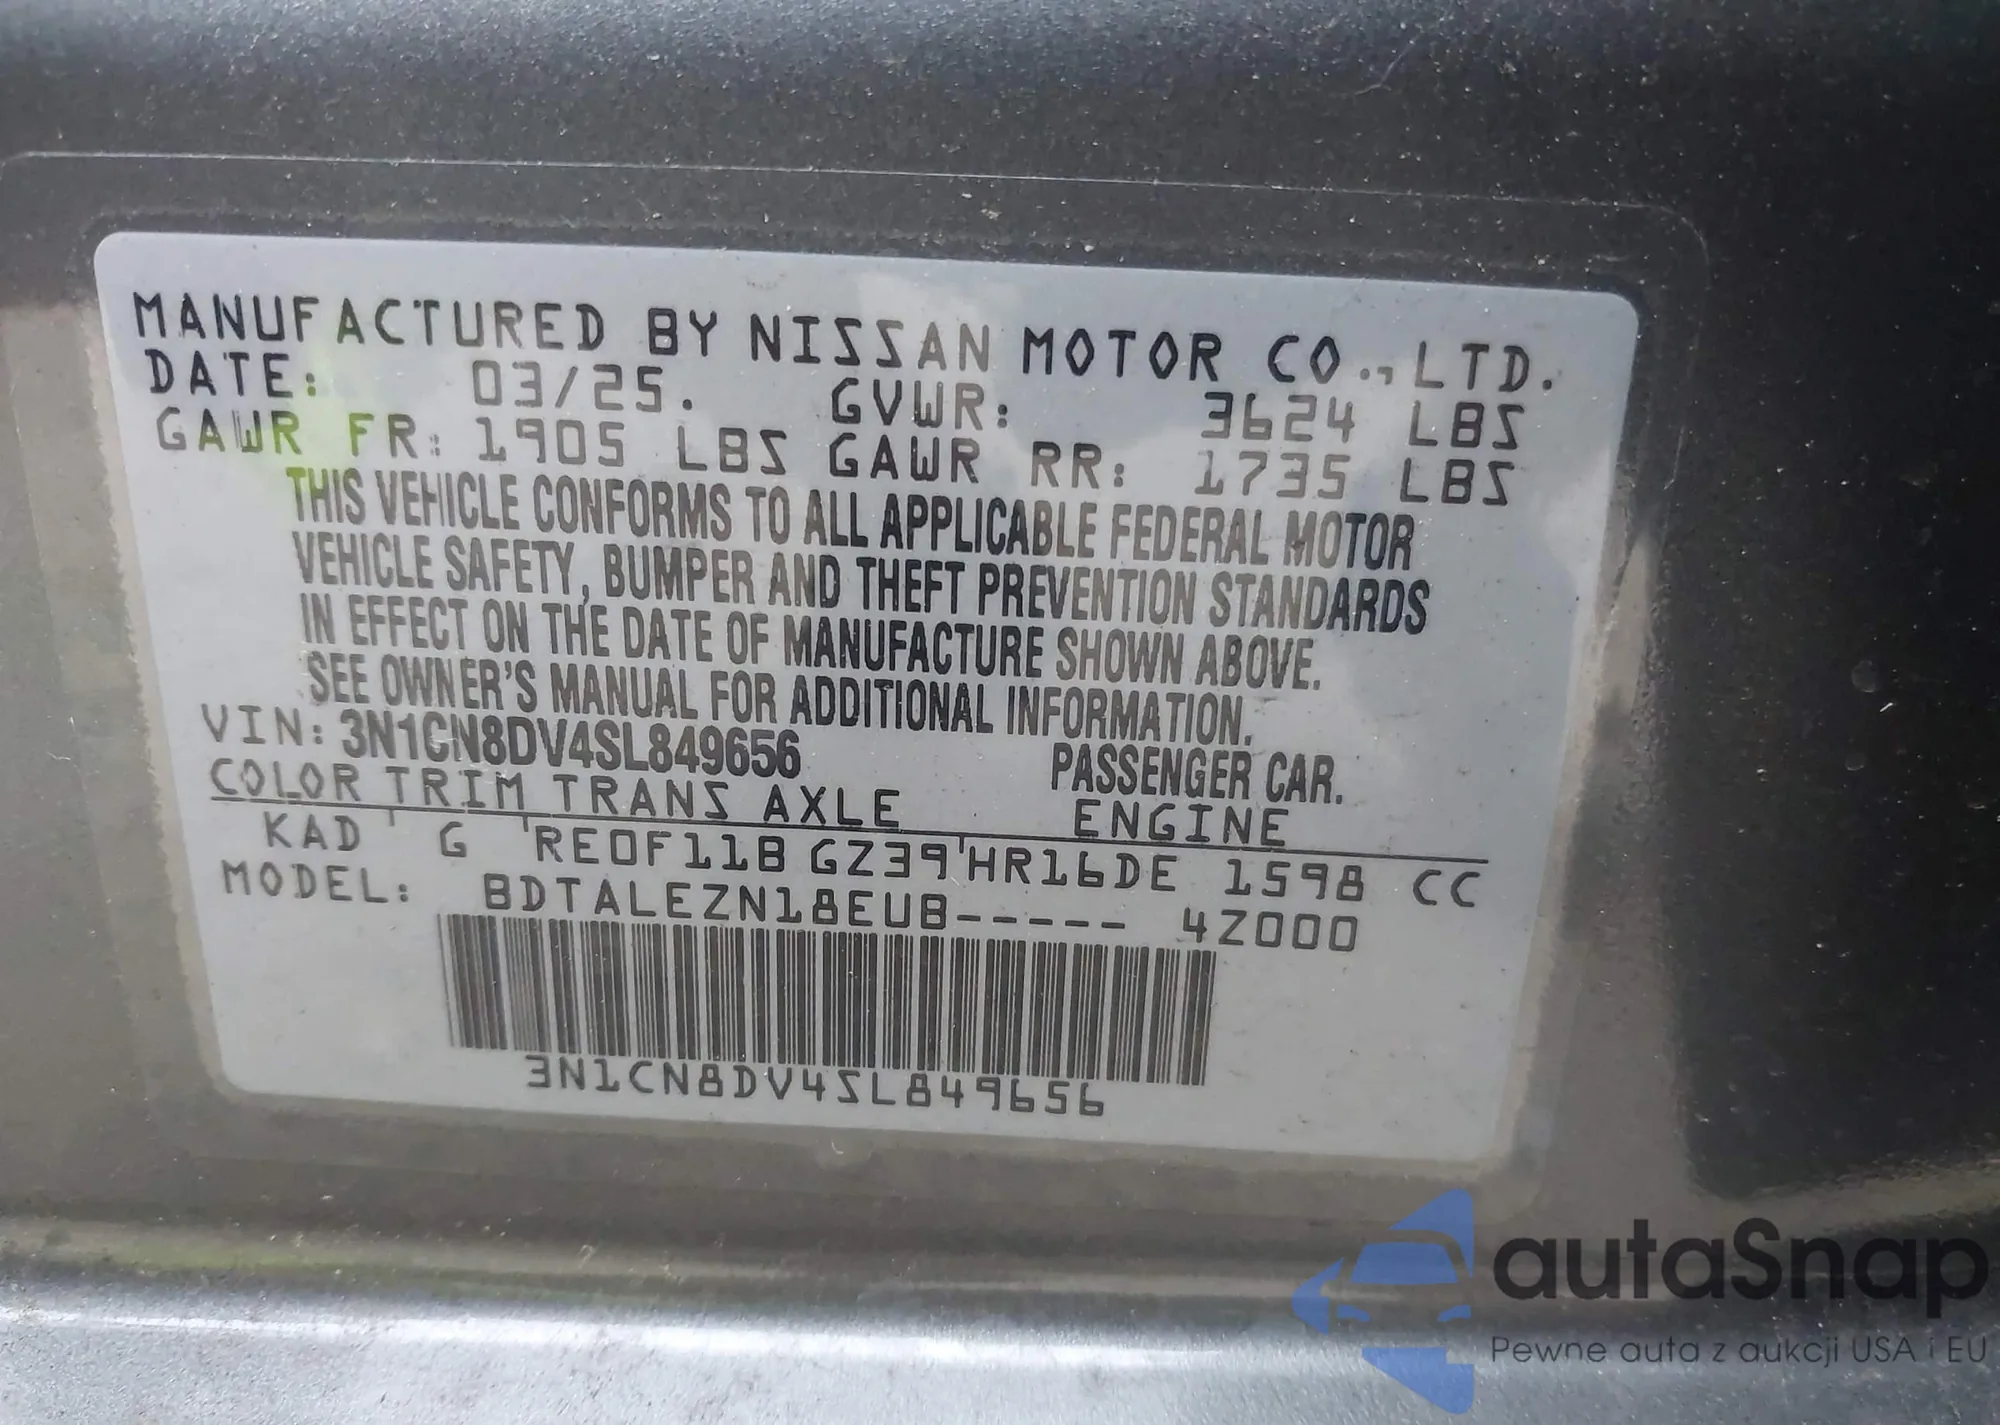 MANUFACTURED BY NISSAN MOTOR CO., LTD.
DATE: 03/25. GVWR: 3624 LBS
GAWR FR: 1905 LBS GAWR RR: 1735 LBS
THIS VEHICLE CONFORMS TO ALL APPLICABLE FEDERAL MOTOR
VEHICLE SAFETY, BUMPER AND THEFT PREVENTION STANDARDS
IN EFFECT ON THE DATE OF MANUFACTURE SHOWN ABOVE.
SEE OWNER'S MANUAL FOR ADDITIONAL INFORMATION.
VIN: 3N1CN8DV4SL849656 PASSENGER CAR.
COLOR TRIM TRANS AXLE ENGINE
KAD G RE0F11B GZ39 HR16DE 1598 CC
MODEL: BDTALEZN18EUB----- 4Z000
3N1CN8DV4SL849656
autaSnap
Pewne auta z aukcji USA i EU